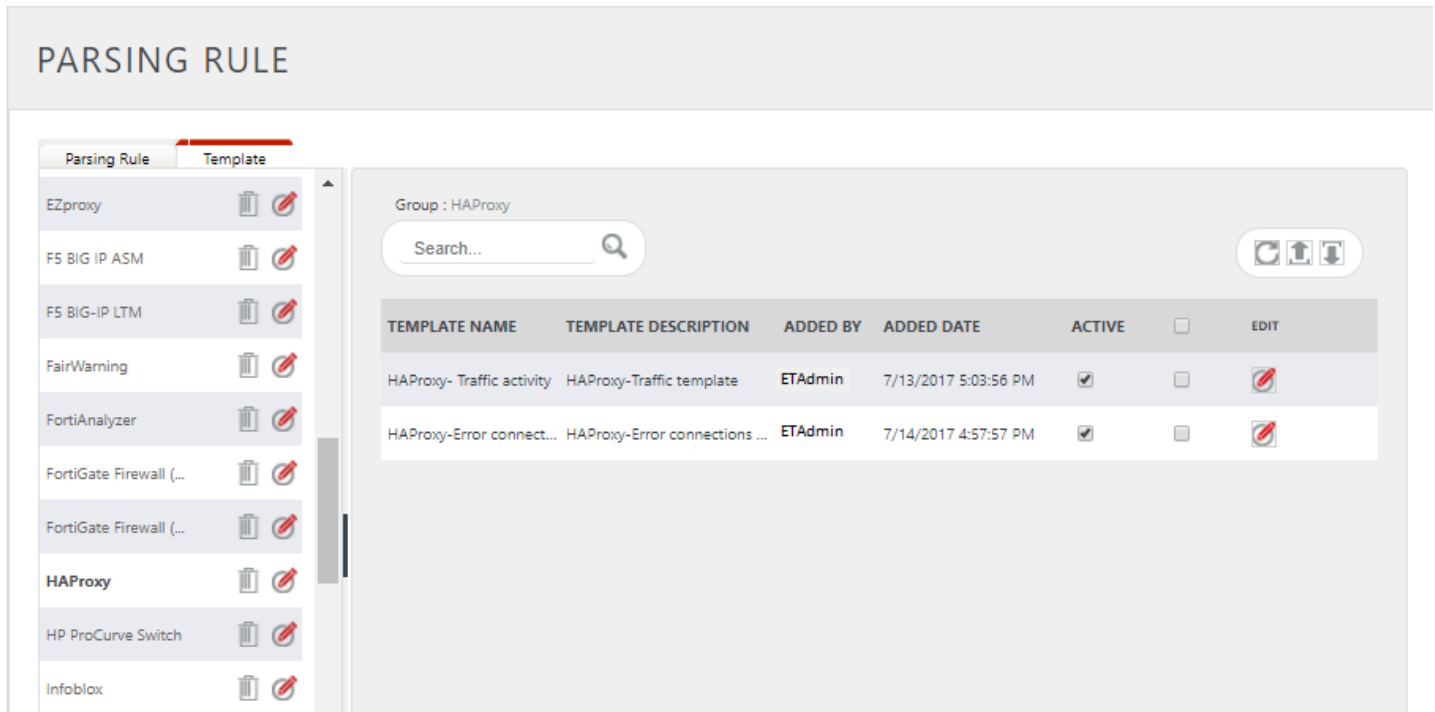 PARSING RULE
Parsing Rule Template
EZproxy
F5 BIG IP ASM
F5 BIG-IP LTM
FairWarning
FortiAnalyzer
FortiGate Firewall (...
FortiGate Firewall (...
HAProxy
HP ProCurve Switch
Infoblox
Group : HAProxy
Search...
TEMPLATE NAME TEMPLATE DESCRIPTION ADDED BY ADDED DATE ACTIVE EDIT
HAProxy- Traffic activity HAProxy-Traffic template ETAdmin 7/13/2017 5:03:56 PM
HAProxy-Error connect... HAProxy-Error connections ... ETAdmin 7/14/2017 4:57:57 PM